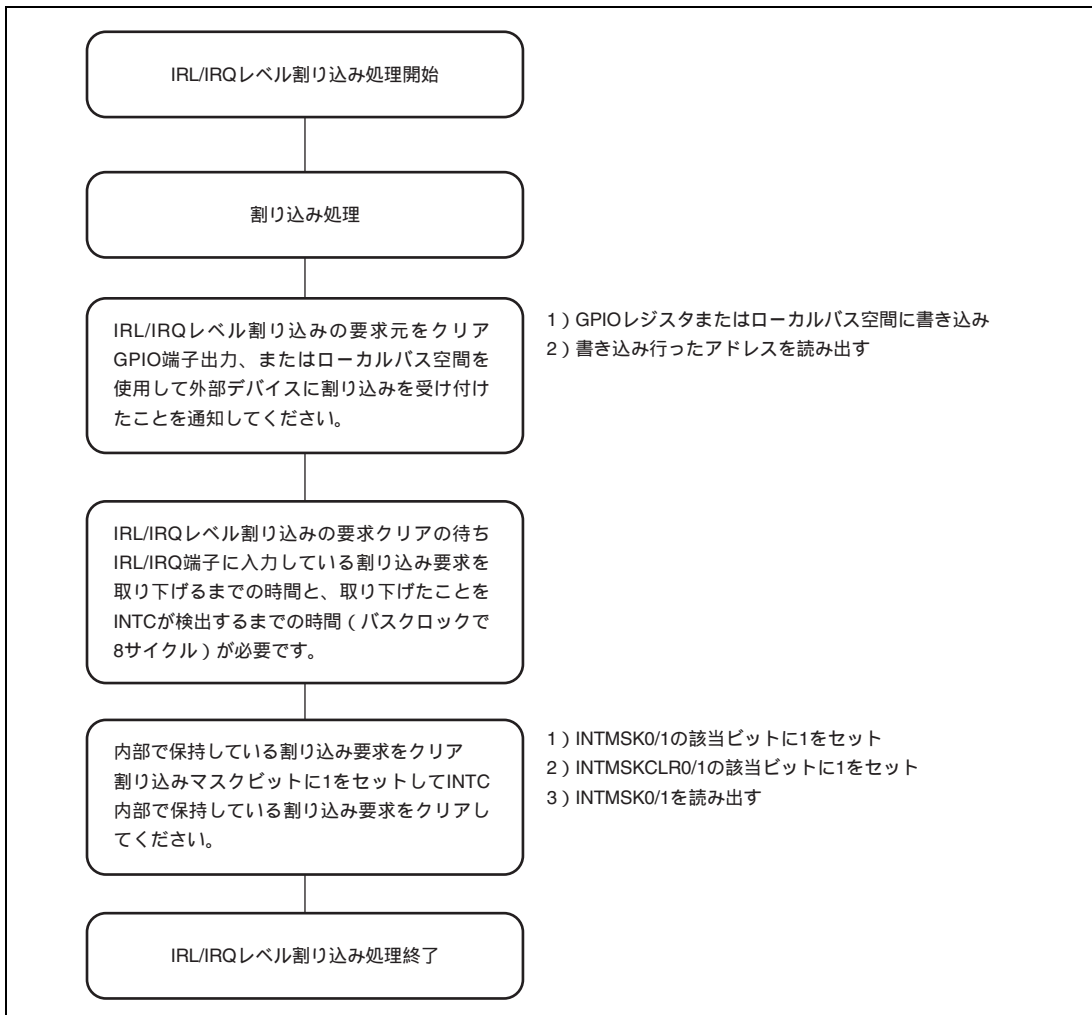 IRL/IRQレベル割り込み処理開始
割り込み処理
IRL/IRQレベル割り込みの要求元をクリア
GPIO端子出力、またはローカルバス空間を
使用して外部デバイスに割り込みを受け付け
たことを通知してください。
1）GPIOレジスタまたはローカルバス空間に書き込み
2）書き込み行ったアドレスを読み出す
IRL/IRQレベル割り込みの要求クリアの待ち
IRL/IRQ端子に入力している割り込み要求を
取り下げるまでの時間と、取り下げたことを
INTCが検出するまでの時間（バスクロックで
8サイクル）が必要です。
内部で保持している割り込み要求をクリア
割り込みマスクビットに1をセットしてINTC
内部で保持している割り込み要求をクリアし
てください。
1）INTMSK0/1の該当ビットに1をセット
2）INTMSKCLR0/1の該当ビットに1をセット
3）INTMSK0/1を読み出す
IRL/IRQレベル割り込み処理終了